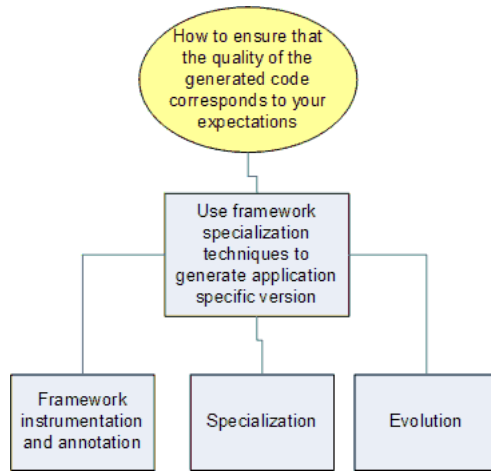 How to ensure that
the quality of the
generated code
corresponds to your
expectations
Use framework
specialization
techniques to
generate application
specific version
Framework
instrumentation
and annotation
Specialization
Evolution